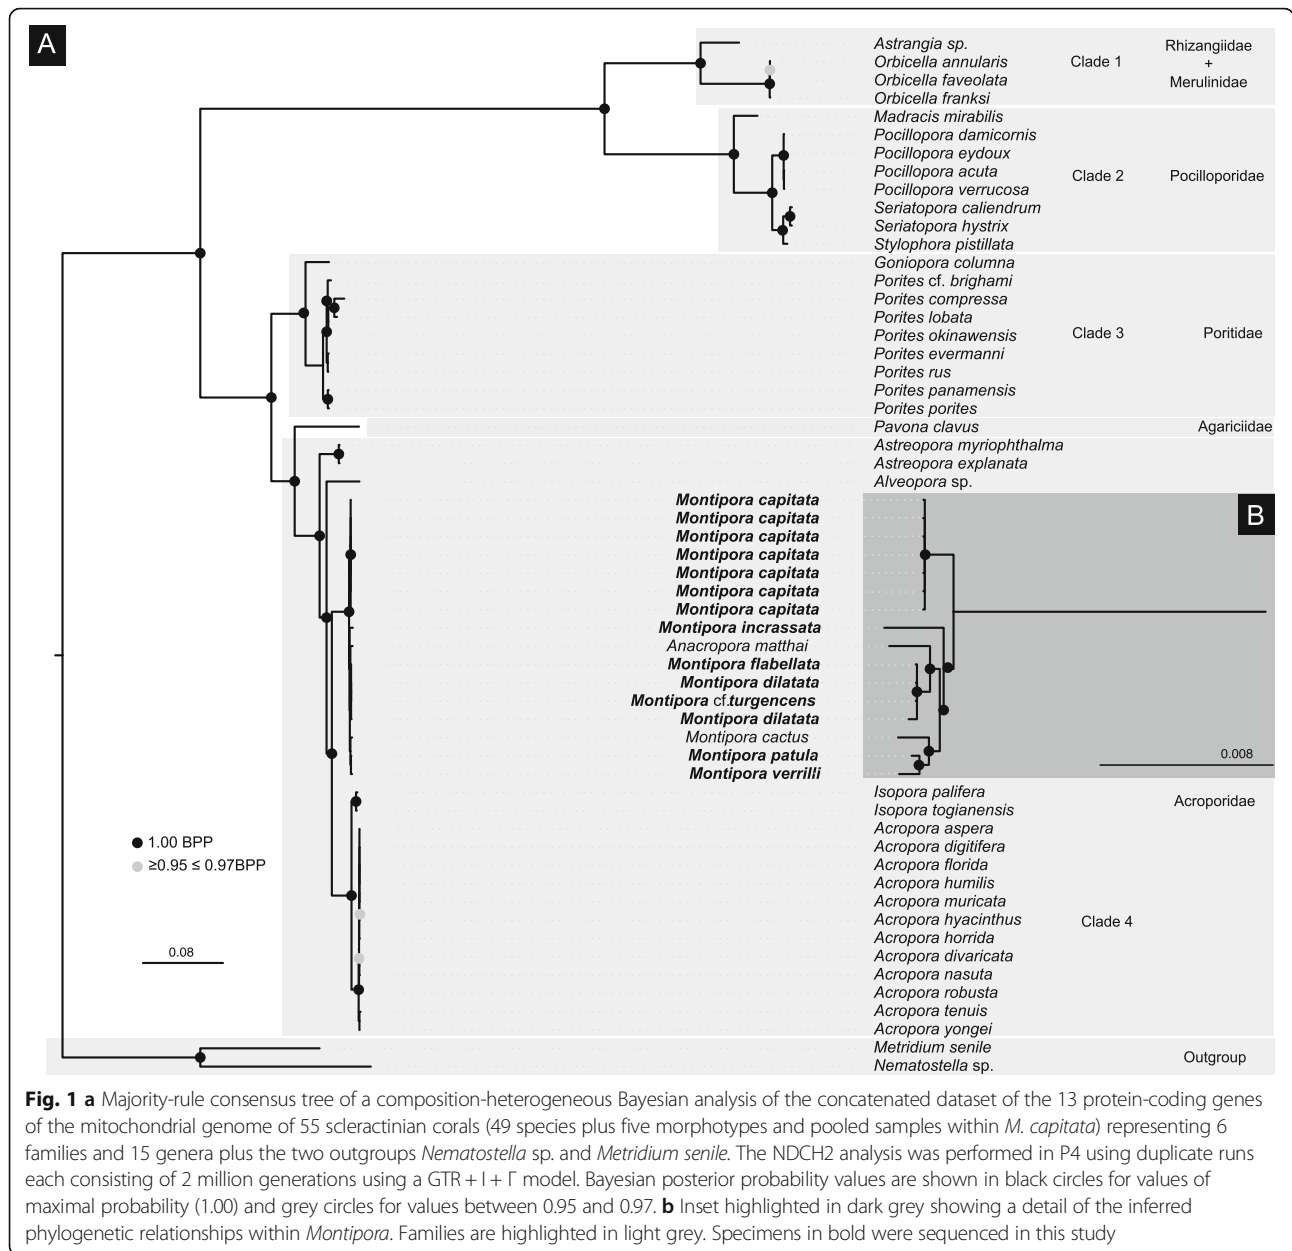 A
Astrangia sp.
Orbicella annularis
Orbicella faveolata
Orbicella franksi
Clade 1
Rhizangiidae
+
Merulinidae
Madracis mirabilis
Pocillopora damicornis
Pocillopora eydoux
Pocillopora acuta
Pocillopora verrucosa
Seriatopora caliendrum
Seriatopora hystrix
Stylophora pistillata
Clade 2
Pocilloporidae
Goniopora columna
Porites cf. brighami
Porites compressa
Porites lobata
Porites okinawensis
Porites evermanni
Porites rus
Porites panamensis
Porites porites
Clade 3
Poritidae
Pavona clavus
Agariciidae
Astreopora myriophthalma
Astreopora explanata
Alveopora sp.
Montipora capitata
Montipora capitata
Montipora capitata
Montipora capitata
Montipora capitata
Montipora capitata
Montipora capitata
Montipora incrassata
Anacropora matthai
Montipora flabellata
Montipora dilatata
Montipora cf.turgencens
Montipora dilatata
Montipora cactus
Montipora patula
Montipora verrilli
B
0.008
Isopora palifera
Isopora togianensis
Acropora aspera
Acropora digitifera
Acropora florida
Acropora humilis
Acropora muricata
Acropora hyacinthus
Acropora horrida
Acropora divaricata
Acropora nasuta
Acropora robusta
Acropora tenuis
Acropora yongei
Acroporidae
Clade 4
1.00 BPP
≥0.95 ≤ 0.97BPP
0.08
Metridium senile
Nematostella sp.
Outgroup
Fig. 1 a Majority-rule consensus tree of a composition-heterogeneous Bayesian analysis of the concatenated dataset of the 13 protein-coding genes
of the mitochondrial genome of 55 scleractinian corals (49 species plus five morphotypes and pooled samples within M. capitata) representing 6
families and 15 genera plus the two outgroups Nematostella sp. and Metridium senile. The NDCH2 analysis was performed in P4 using duplicate runs
each consisting of 2 million generations using a GTR + I + Γ model. Bayesian posterior probability values are shown in black circles for values of
maximal probability (1.00) and grey circles for values between 0.95 and 0.97. b Inset highlighted in dark grey showing a detail of the inferred
phylogenetic relationships within Montipora. Families are highlighted in light grey. Specimens in bold were sequenced in this study